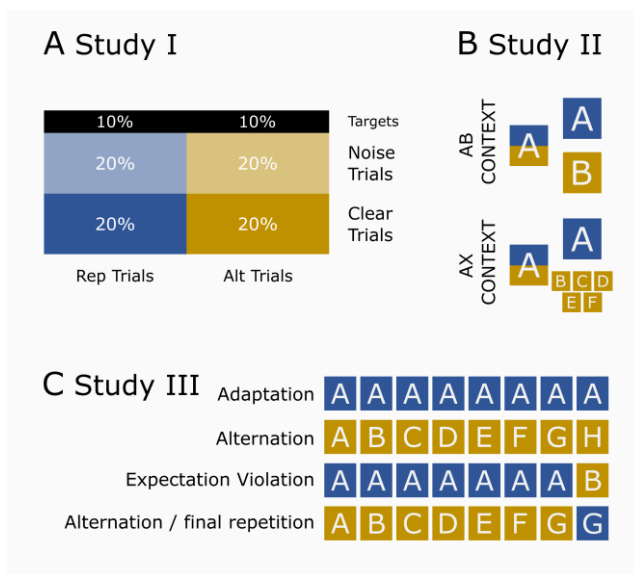 A Study I
10% 10% Targets
20% 20% Noise Trials
20% 20% Clear Trials
Rep Trials Alt Trials
B Study II
AB CONTEXT
A
A
B
AX CONTEXT
A
A
B C D
E F
C Study III
Adaptation A A A A A A A A
Alternation A B C D E F G H
Expectation Violation A A A A A A A B
Alternation / final repetition A B C D E F G G